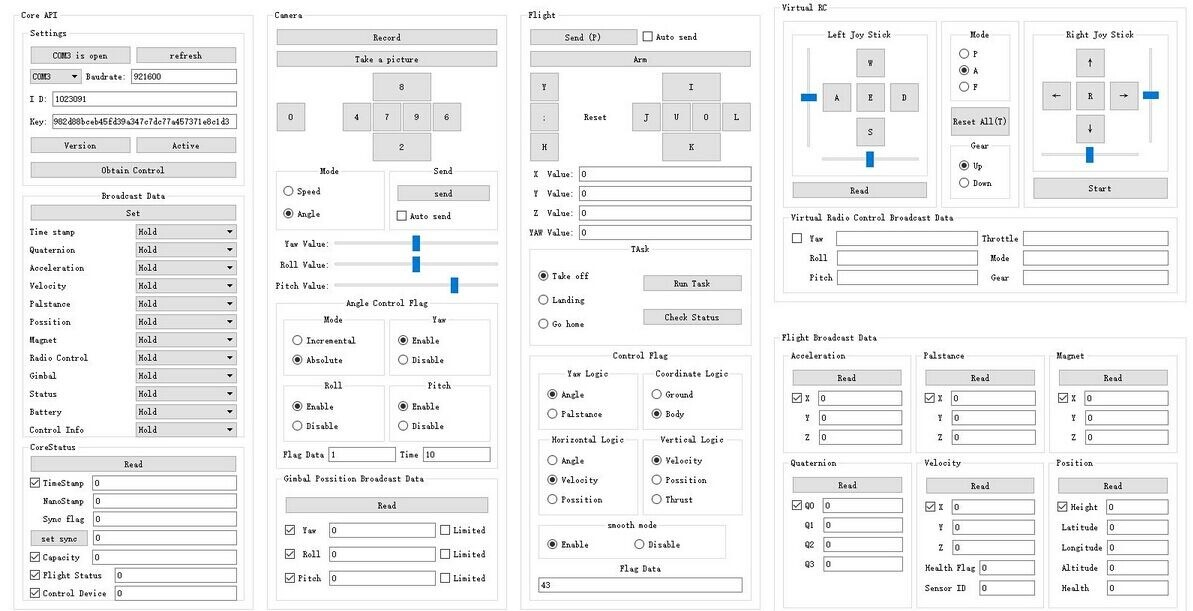 Core API
Settings
COM3 is open
refresh
COM3 Baudrate: 921600
I D: 1023091
Key: 982d88bceb45fd39a347c7dc77a457371e8c1d3
Version
Active
Obtain Control
Broadcast Data
Set
Time stamp Hold
Quaternion Hold
Acceleration Hold
Velocity Hold
Palstance Hold
Possition Hold
Magnet Hold
Radio Control Hold
Gimbal Hold
Status Hold
Battery Hold
Control Info Hold
CoreStatus
Read
TimeStamp 0
NanoStamp 0
Sync flag 0
set sync 0
Capacity 0
Flight Status 0
Control Device 0
Camera
Record
Take a picture
8
0 4 7 9 6
2
Mode
Speed
Angle
Send
send
Auto send
Yaw Value:
Roll Value:
Pitch Value:
Angle Control Flag
Mode
Incremental
Absolute
Yaw
Enable
Disable
Roll
Enable
Disable
Pitch
Enable
Disable
Flag Data 1 Time 10
Gimbal Possition Broadcast Data
Read
Yaw 0 Limited
Roll 0 Limited
Pitch 0 Limited
Flight
Send (P) Auto send
Arm
Y I
; Reset J U O L
H K
X Value: 0
Y Value: 0
Z Value: 0
YAW Value: 0
TAsk
Take off
Landing
Go home
Run Task
Check Status
Control Flag
Yaw Logic
Angle
Palstance
Coordinate Logic
Ground
Body
Horizontal Logic
Angle
Velocity
Possition
Vertical Logic
Velocity
Possition
Thrust
smooth mode
Enable Disable
Flag Data
43
Virtual RC
Left Joy Stick
W
A E D
S
Read
Mode
P
A
F
Reset All(T)
Gear
Up
Down
Right Joy Stick
↑
← R →
↓
Start
Virtual Radio Control Broadcast Data
Yaw Throttle
Roll Mode
Pitch Gear
Flight Broadcast Data
Acceleration
Read
X 0
Y 0
Z 0
Palstance
Read
X 0
Y 0
Z 0
Magnet
Read
X 0
Y 0
Z 0
Quaternion
Read
Q0 0
Q1 0
Q2 0
Q3 0
Velocity
Read
X 0
Y 0
Z 0
Health Flag 0
Sensor ID 0
Position
Read
Height 0
Latitude 0
Longitude 0
Altitude 0
Health 0